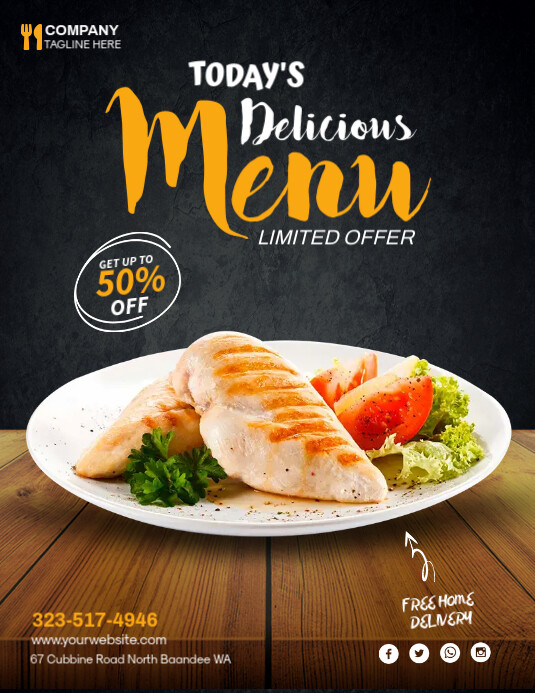 COMPANY
TAGLINE HERE
TODAY'S
Delicious
Menu
LIMITED OFFER
GET UP TO
50%
OFF
FREE HOME
DELIVERY
323-517-4946
www.yourwebsite.com
67 Cubbine Road North Baandee WA